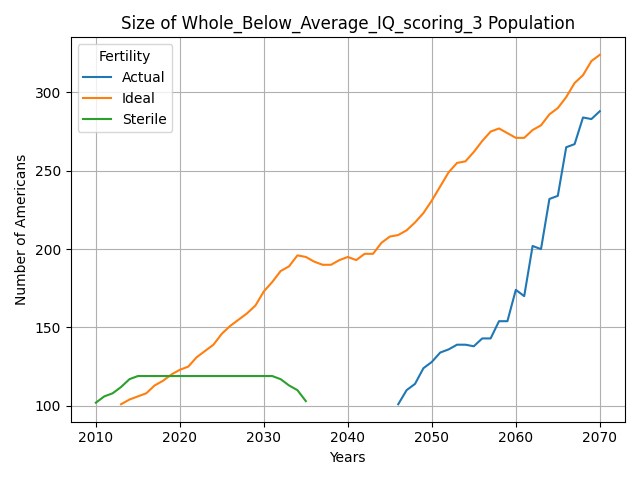 Size of Whole_Below_Average_IQ_scoring_3 Population
Fertility
Actual
Ideal
Sterile
Number of Americans
300
250
200
150
100
2010 2020 2030 2040 2050 2060 2070
Years